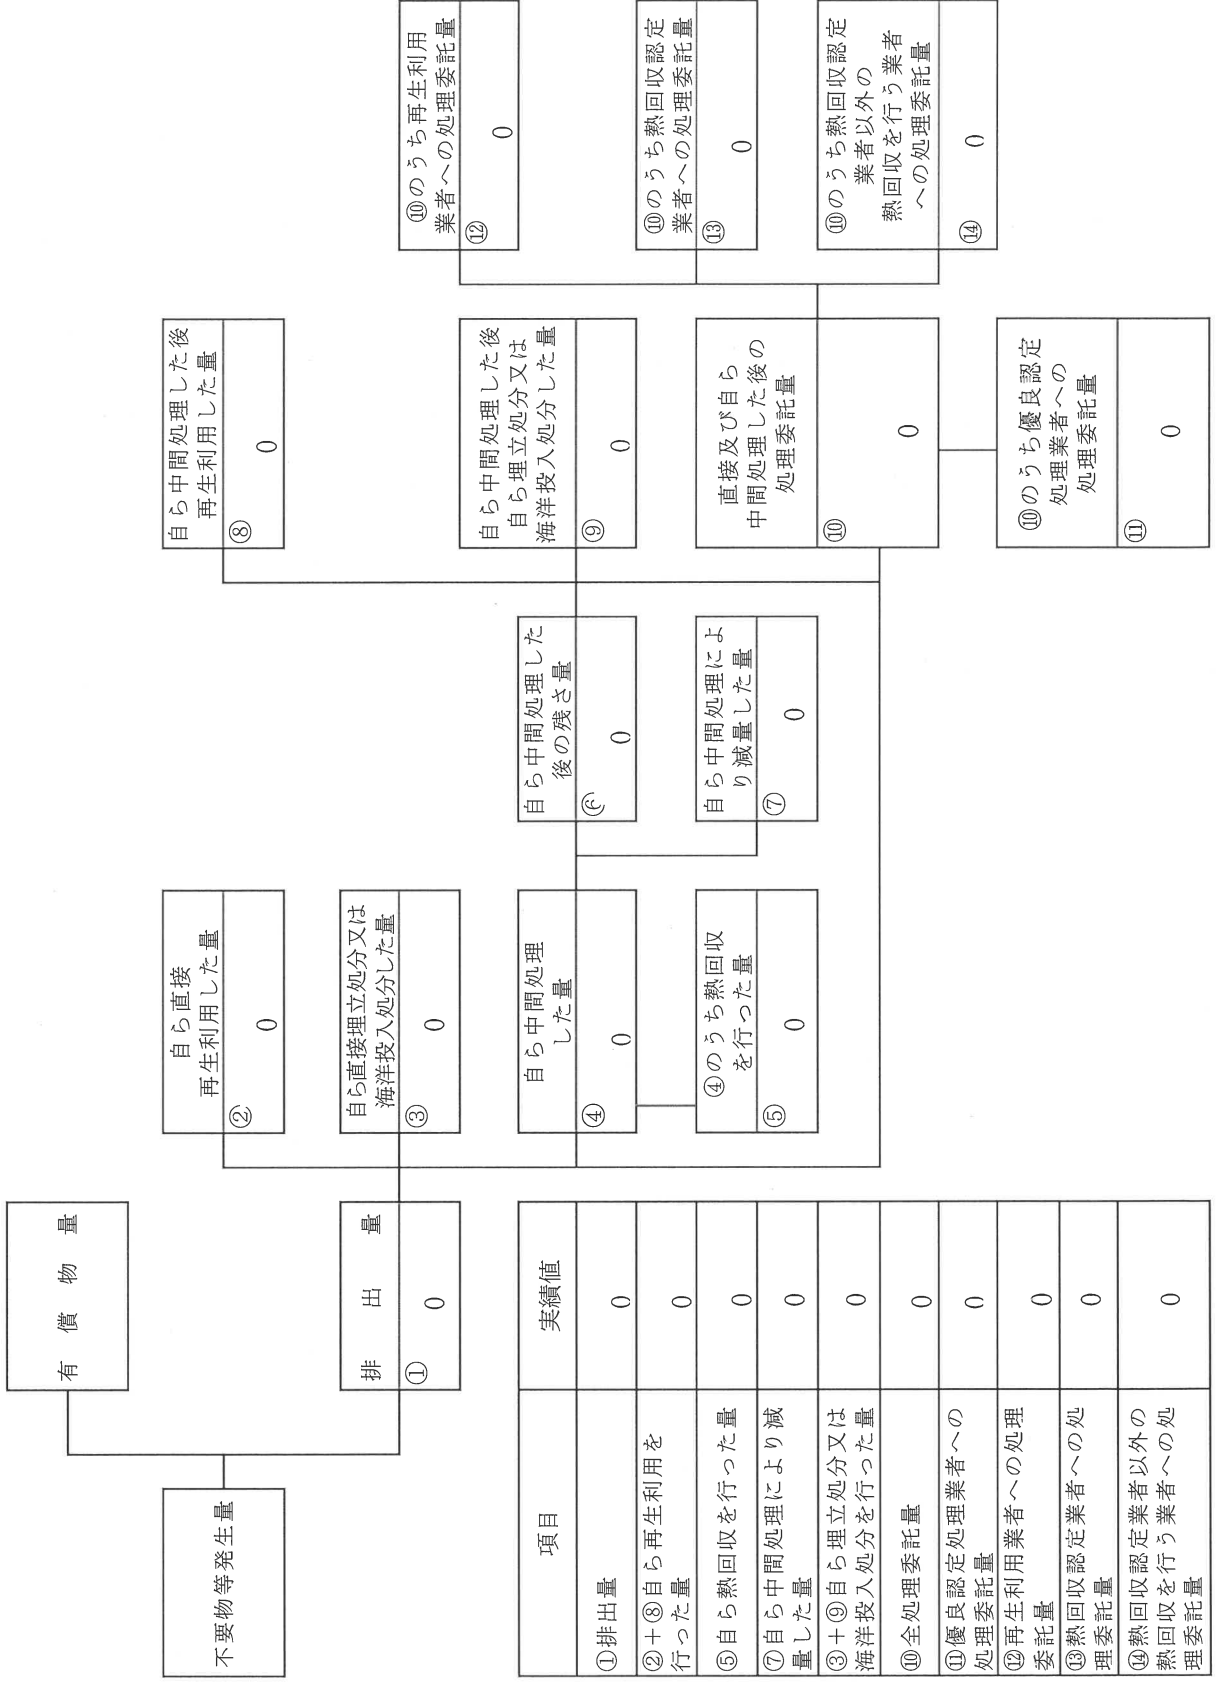 不要物等発生量
有償物量
排出量
①
0
自ら直接
再生利用した量
②
0
自ら直接埋立処分又は
海洋投入処分した量
③
0
自ら中間処理
した量
④
0
④のうち熱回収
を行った量
⑤
0
自ら中間処理した
後の残さ量
⑥
0
自ら中間処理によ
り減量した量
⑦
0
自ら中間処理した後
再生利用した量
⑧
0
自ら中間処理した後
自ら埋立処分又は
海洋投入処分した量
⑨
0
直接及び自ら
中間処理した後の
処理委託量
⑩
0
⑩のうち優良認定
処理業者への
処理委託量
⑪
0
⑩のうち再生利用
業者への処理委託量
⑫
0
⑩のうち熱回収認定
業者への処理委託量
⑬
0
⑩のうち熱回収認定
業者以外の
熱回収を行う業者
への処理委託量
⑭
0
項目 実績値
①排出量 0
②+⑧自ら再生利用を
行った量 0
⑤自ら熱回収を行った量 0
⑦自ら中間処理により減
量した量 0
③+⑨自ら埋立処分又は
海洋投入処分を行った量 0
⑩全処理委託量 0
⑪優良認定処理業者への
処理委託量 0
⑫再生利用業者への処理
委託量 0
⑬熱回収認定業者への処
理委託量 0
⑭熱回収認定業者以外の
熱回収を行う業者への処
理委託量 0